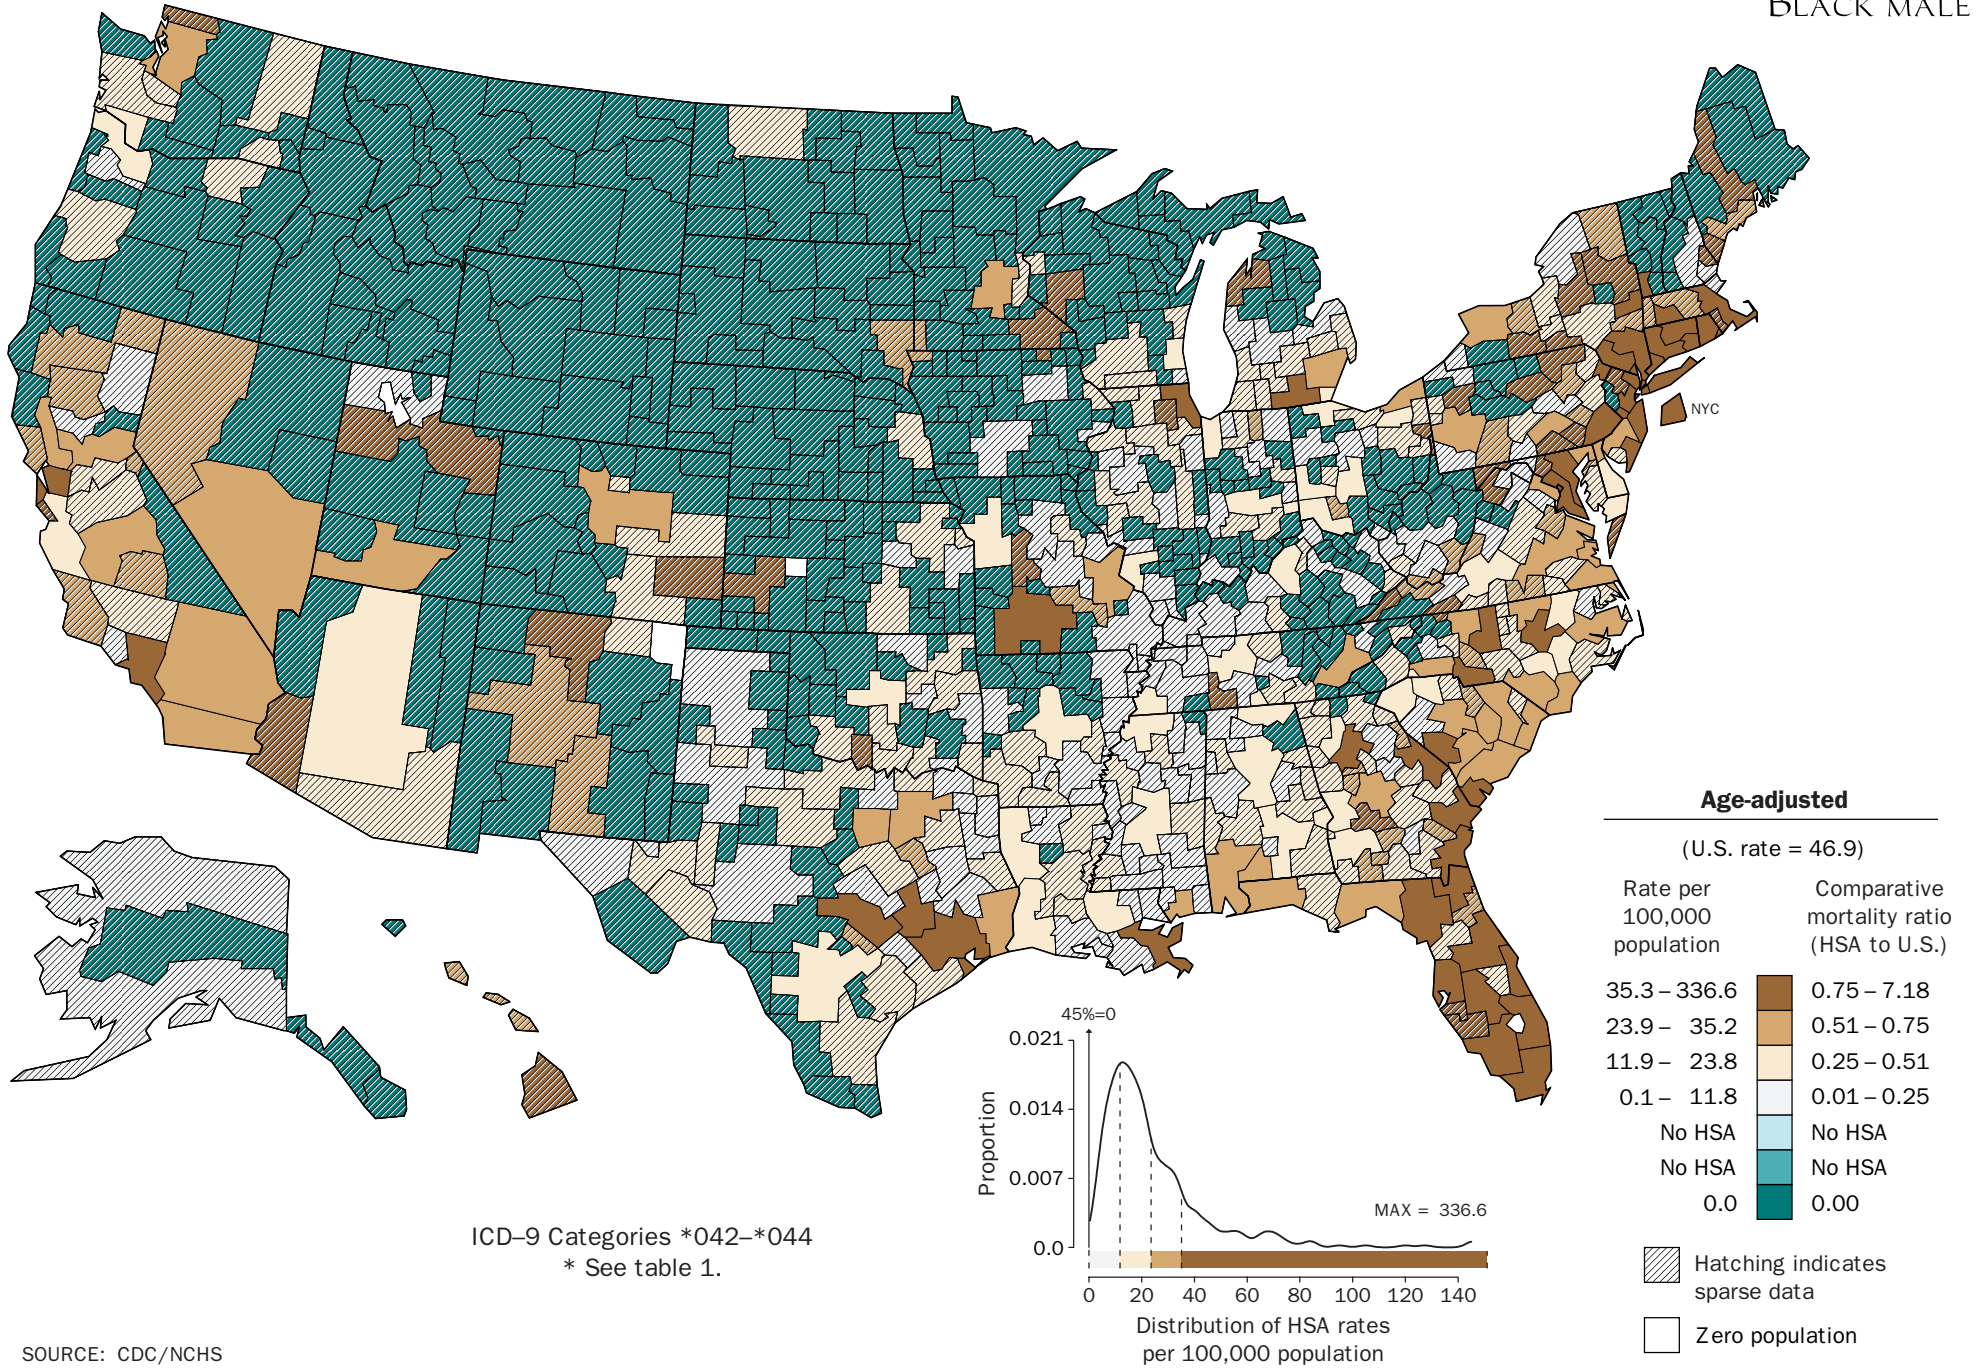 BLACK MALE
NYC
Age-adjusted
(U.S. rate = 46.9)
Rate per 100,000 population
Comparative mortality ratio (HSA to U.S.)
35.3 – 336.6 0.75 – 7.18
23.9 – 35.2 0.51 – 0.75
11.9 – 23.8 0.25 – 0.51
0.1 – 11.8 0.01 – 0.25
No HSA No HSA
No HSA No HSA
0.0 0.00
Hatching indicates
sparse data
Zero population
45%=0
0.021
0.014
0.007
0.0
Proportion
MAX = 336.6
0 20 40 60 80 100 120 140
Distribution of HSA rates
per 100,000 population
ICD–9 Categories *042–*044
* See table 1.
SOURCE: CDC/NCHS